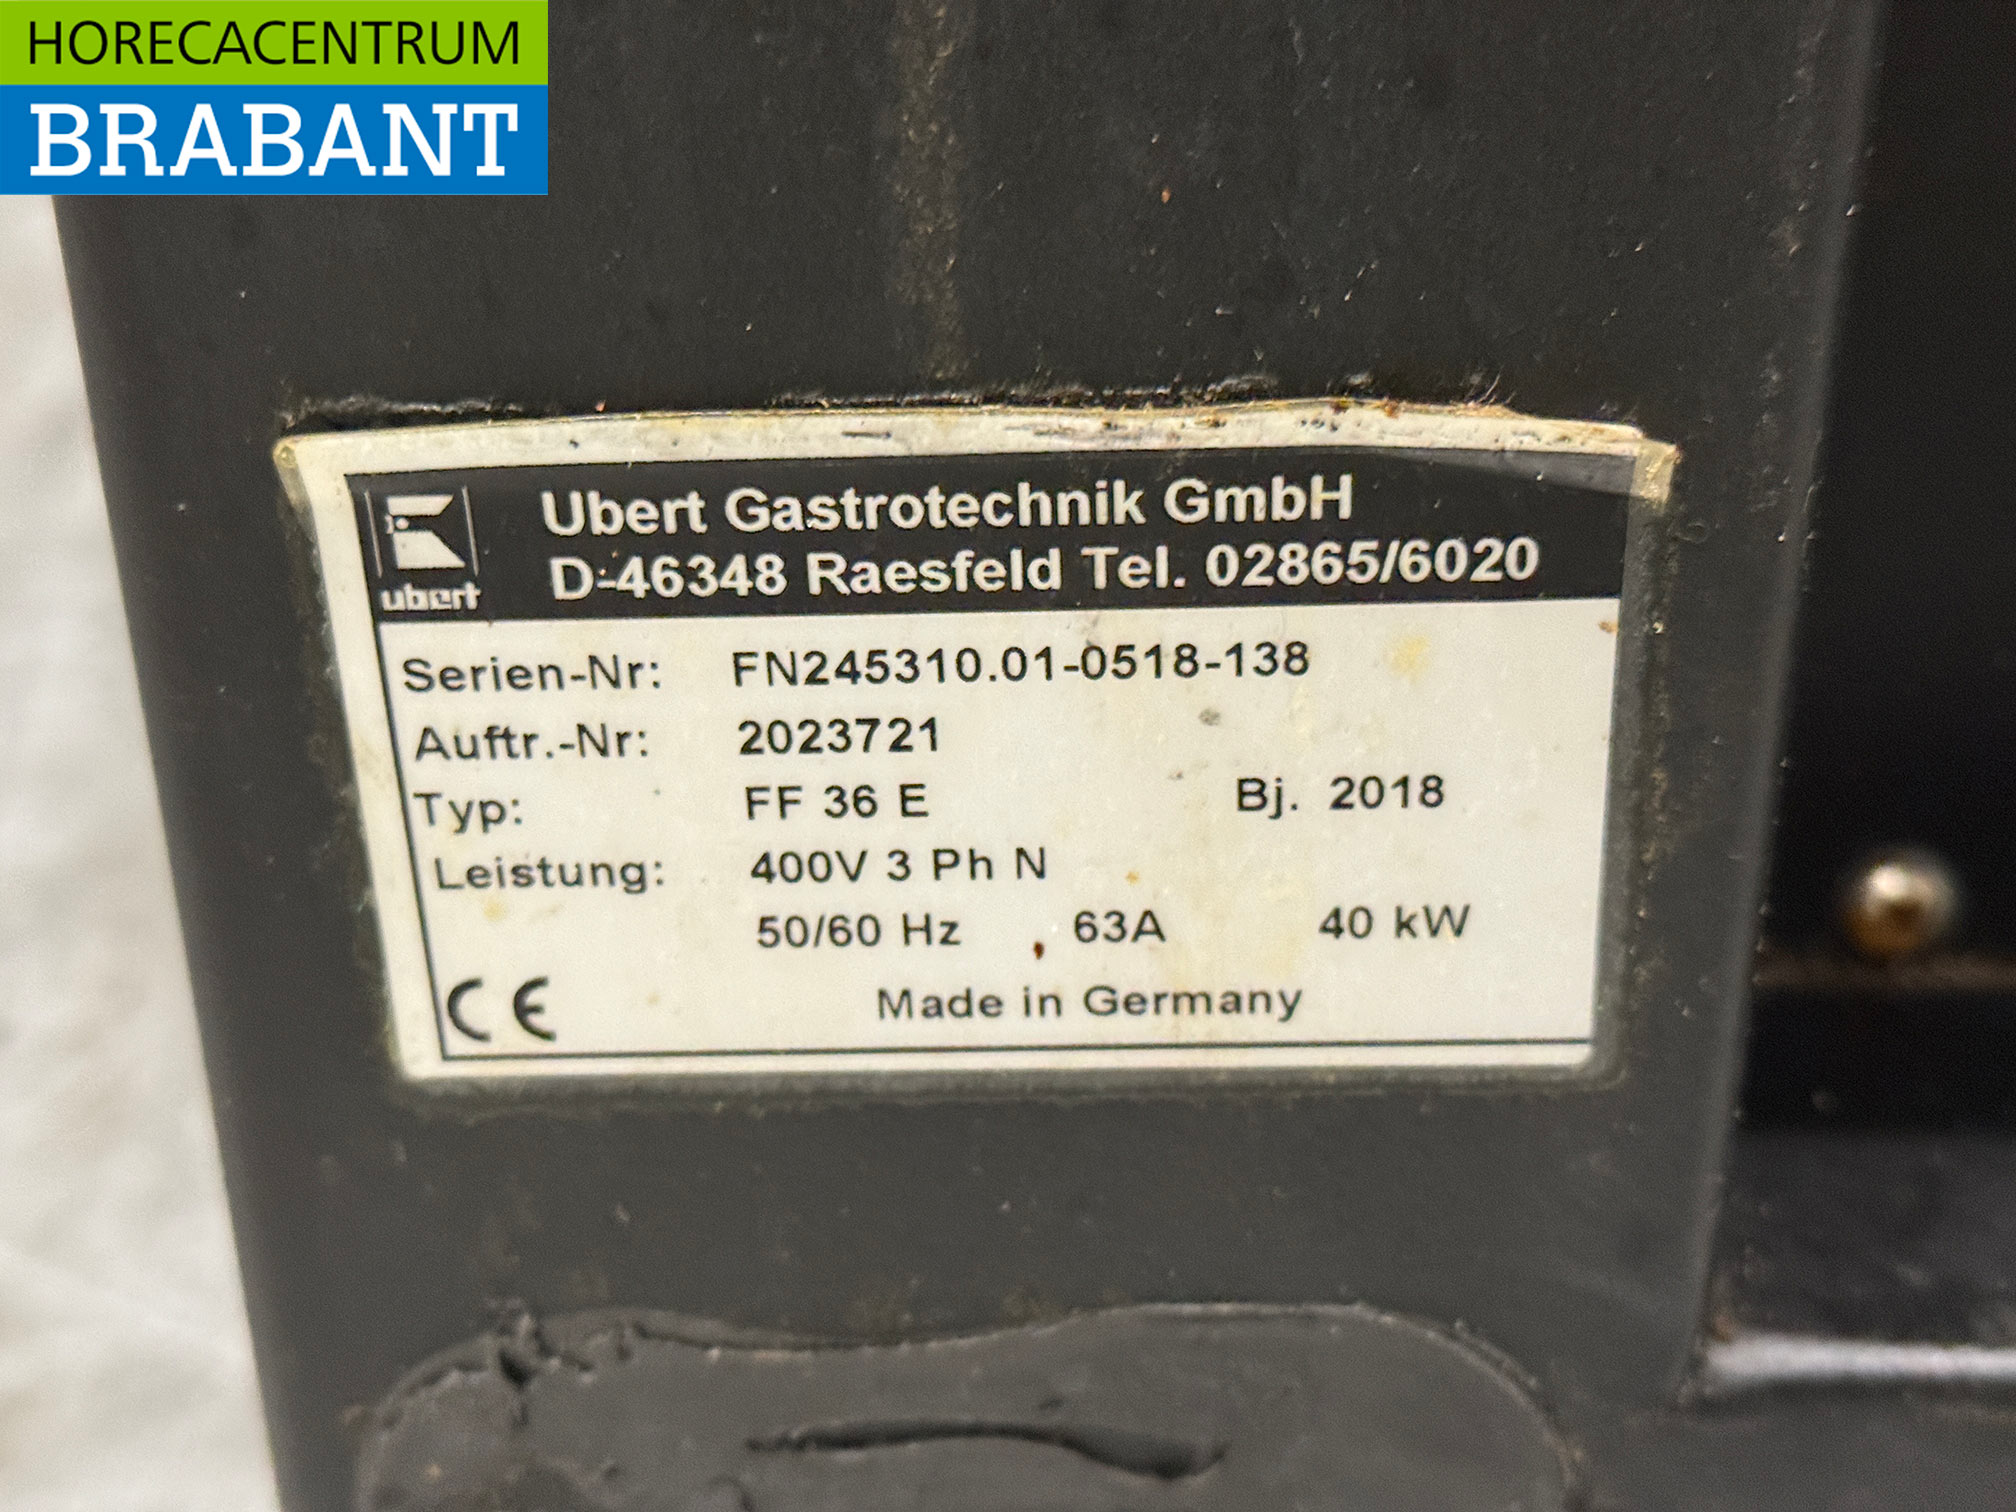 HORECACENTRUM
BRABANT
ubert
Ubert Gastrotechnik GmbH
D-46348 Raesfeld Tel. 02865/6020
Serien-Nr: FN245310.01-0518-138
Auftr.-Nr: 2023721
Typ: FF 36 E Bj. 2018
Leistung: 400V 3 Ph N
50/60 Hz 63A 40 kW
CE Made in Germany